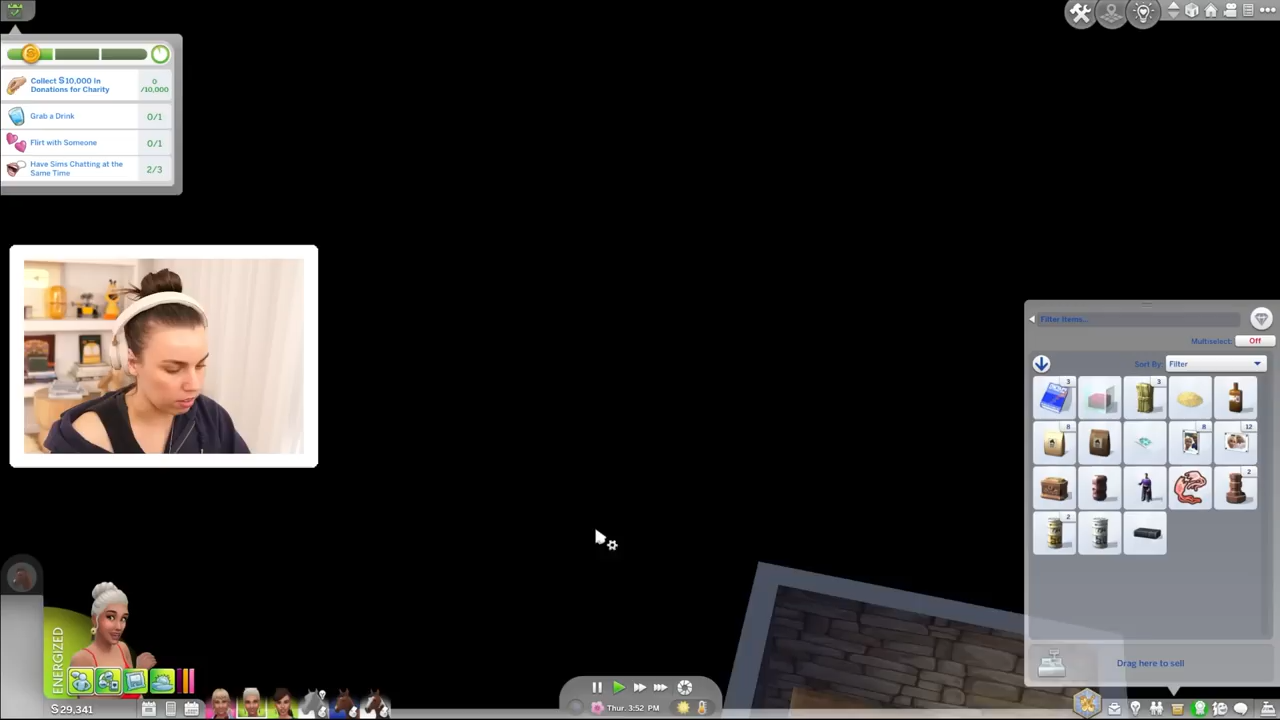 Collect §10,000 In
Donations for Charity
0
/10,000
Grab a Drink
0/1
Flirt with Someone
0/1
Have Sims Chatting at the
Same Time
2/3
Filter Items...
Multiselect: Off
Sort By: Filter
3
3
8
8
12
2
2
Drag here to sell
ENERGIZED
§29,341
Thur. 3:52 PM